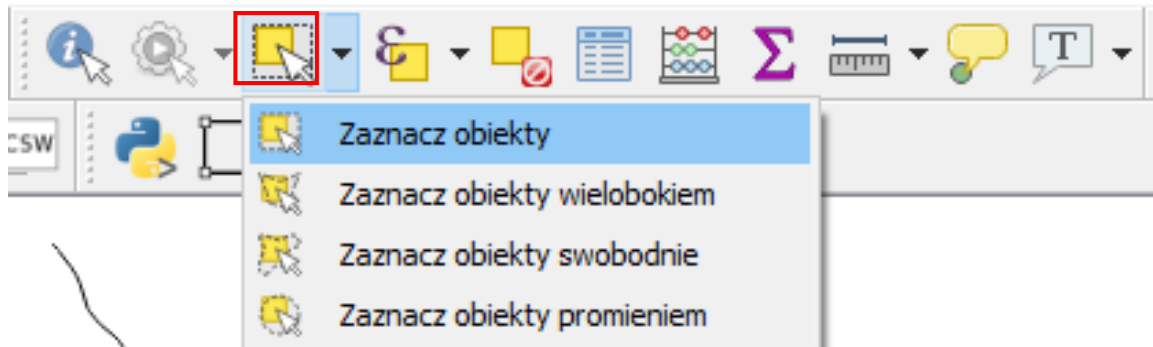 T
CSW
Zaznacz obiekty
Zaznacz obiekty wielobokiem
Zaznacz obiekty swobodnie
Zaznacz obiekty promieniem